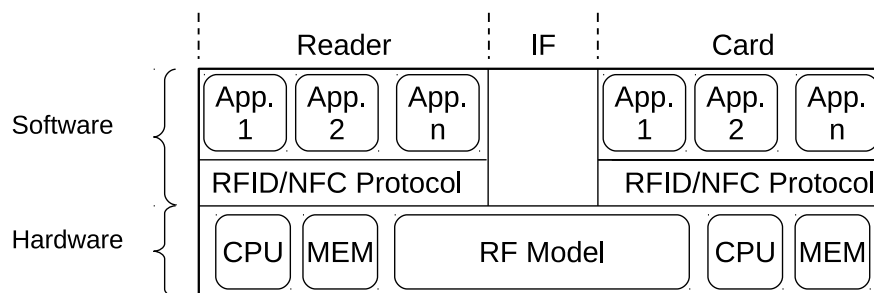 Reader IF Card
App. 1 App. 2 App. n App. 1 App. 2 App. n
Software
RFID/NFC Protocol RFID/NFC Protocol
Hardware
CPU MEM RF Model CPU MEM